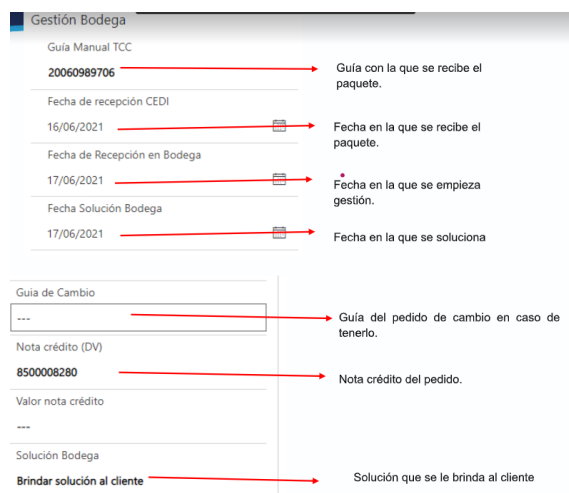 Gestión Bodega
Guía Manual TCC
20060989706
Guía con la que se recibe el
paquete.
Fecha de recepción CEDI
16/06/2021
Fecha en la que se recibe el
paquete.
Fecha de Recepción en Bodega
17/06/2021
Fecha en la que se empieza
gestión.
Fecha Solución Bodega
17/06/2021
Fecha en la que se soluciona
Guia de Cambio
---
Guía del pedido de cambio en caso de
tenerlo.
Nota crédito (DV)
8500008280
Nota crédito del pedido.
Valor nota crédito
---
Solución Bodega
Brindar solución al cliente
Solución que se le brinda al cliente